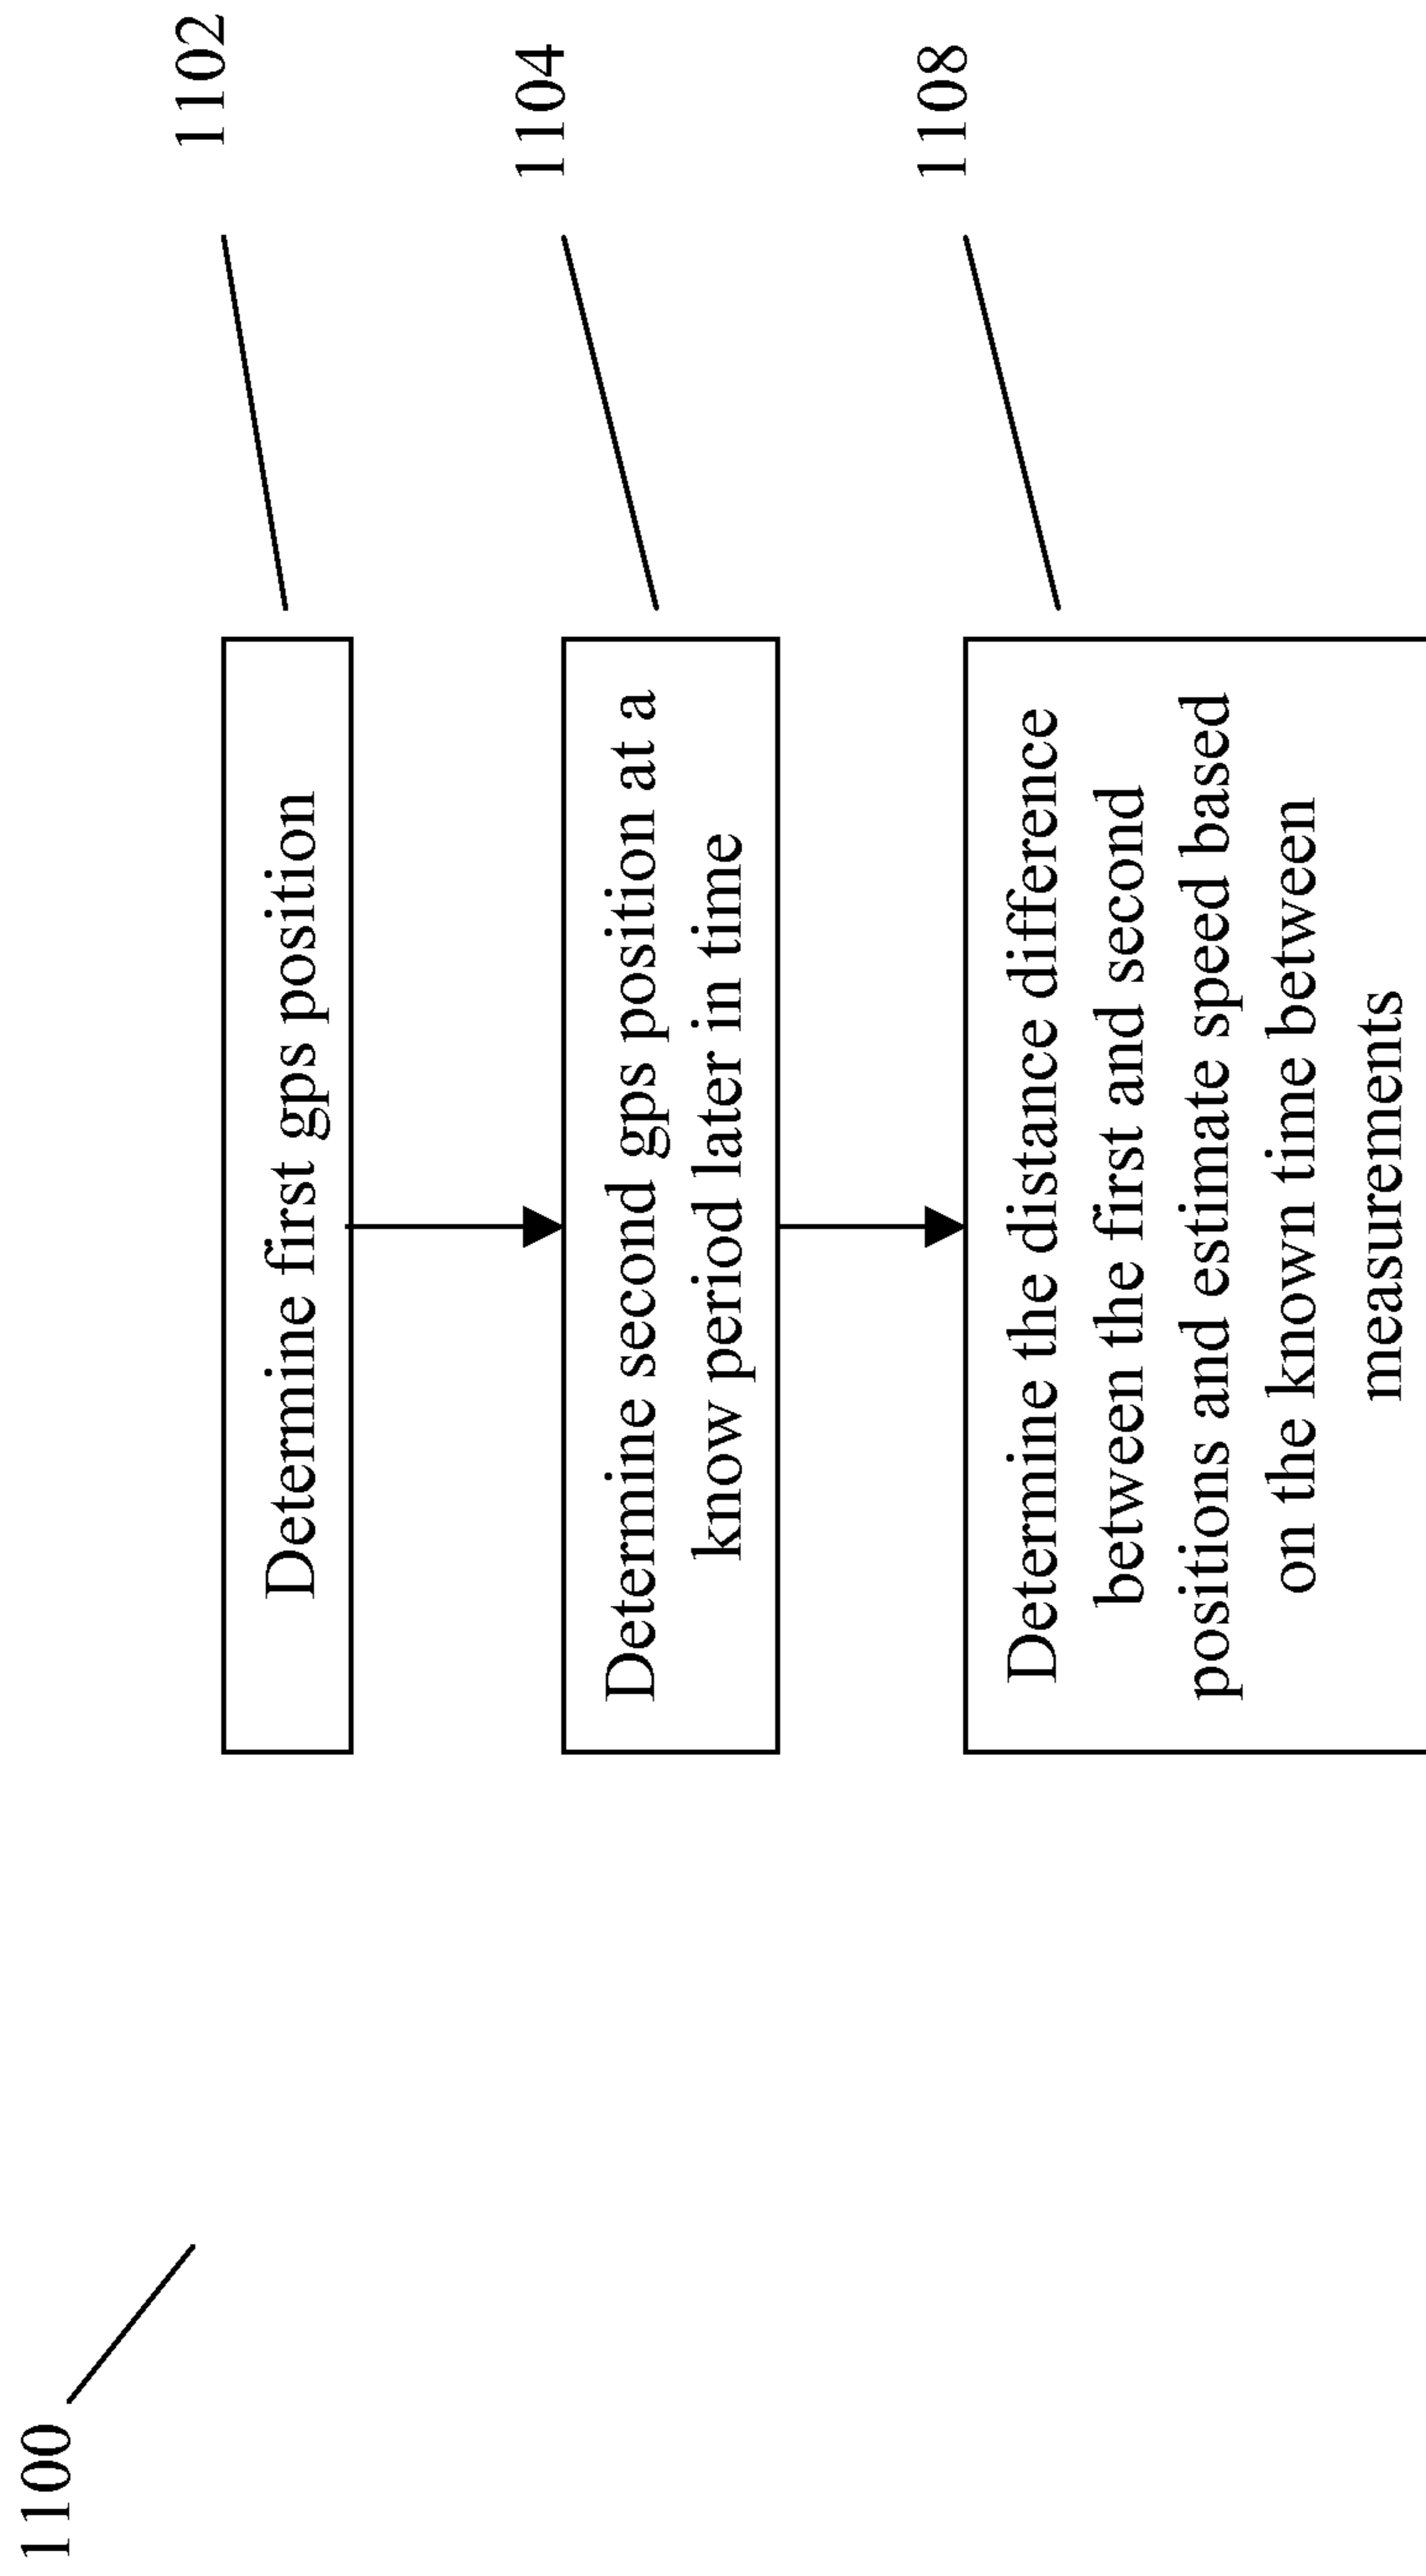 1100
Determine first gps position
1102
Determine second gps position at a
know period later in time
1104
Determine the distance difference
between the first and second
positions and estimate speed based
on the known time between
measurements
1108